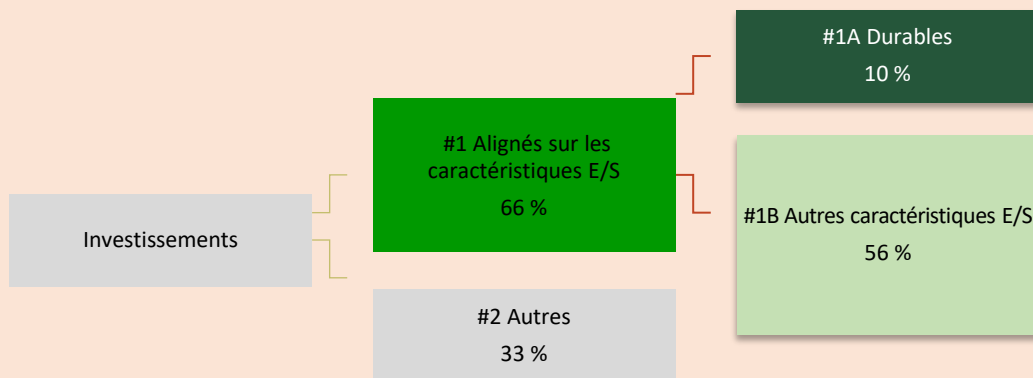 Investissements
#1 Alignés sur les
caractéristiques E/S
66 %
#2 Autres
33 %
#1A Durables
10 %
#1B Autres caractéristiques E/S
56 %